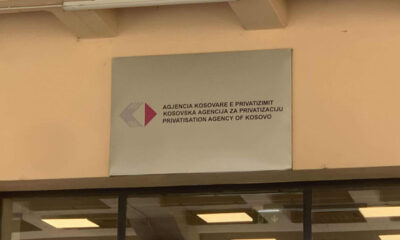 AGJENCIA KOSOVARE E PRIVATIZIMIT
KOSOVSKA AGENCIJA ZA PRIVATIZACIJU
PRIVATISATION AGENCY OF KOSOVO